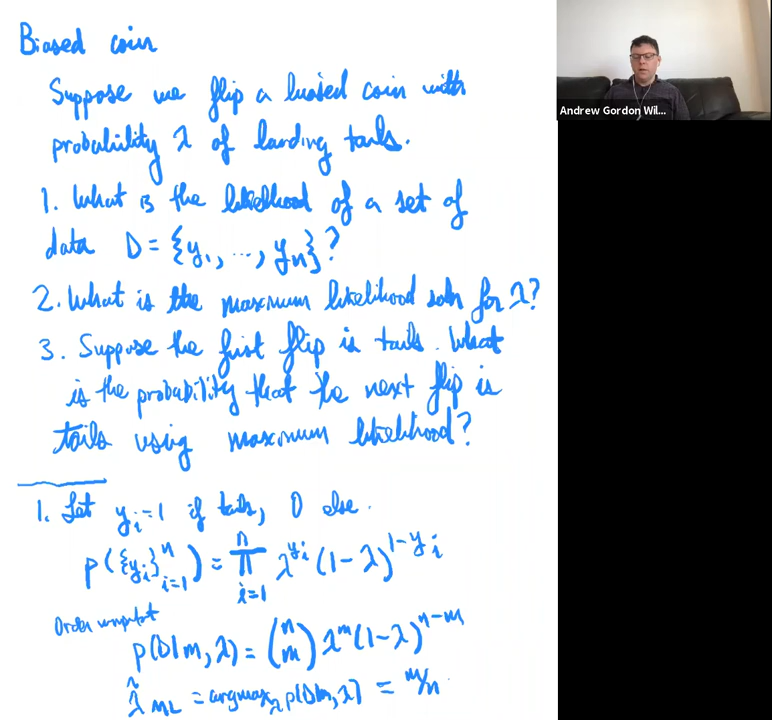 Biased coin
Suppose we flip a biased coin with
probability λ of landing tails.
1. What is the likelihood of a set of
data D = {y₁, ..., yₙ}?
2. What is the maximum likelihood soln for λ?
3. Suppose the first flip is tails. What
is the probability that the next flip is
tails using maximum likelihood?
1. Let yᵢ=1 if tails, 0 else.
p({yᵢ}ⁿᵢ₌₁) = ∏ⁿᵢ₌₁ λ^{yᵢ} (1-λ)^{1-yᵢ}
Order
p(D|m, λ) = (n m) λ^m (1-λ)^{n-m}
λ̂ ML = argmax_λ p(D|m, λ) = m/n
Andrew Gordon Wil...